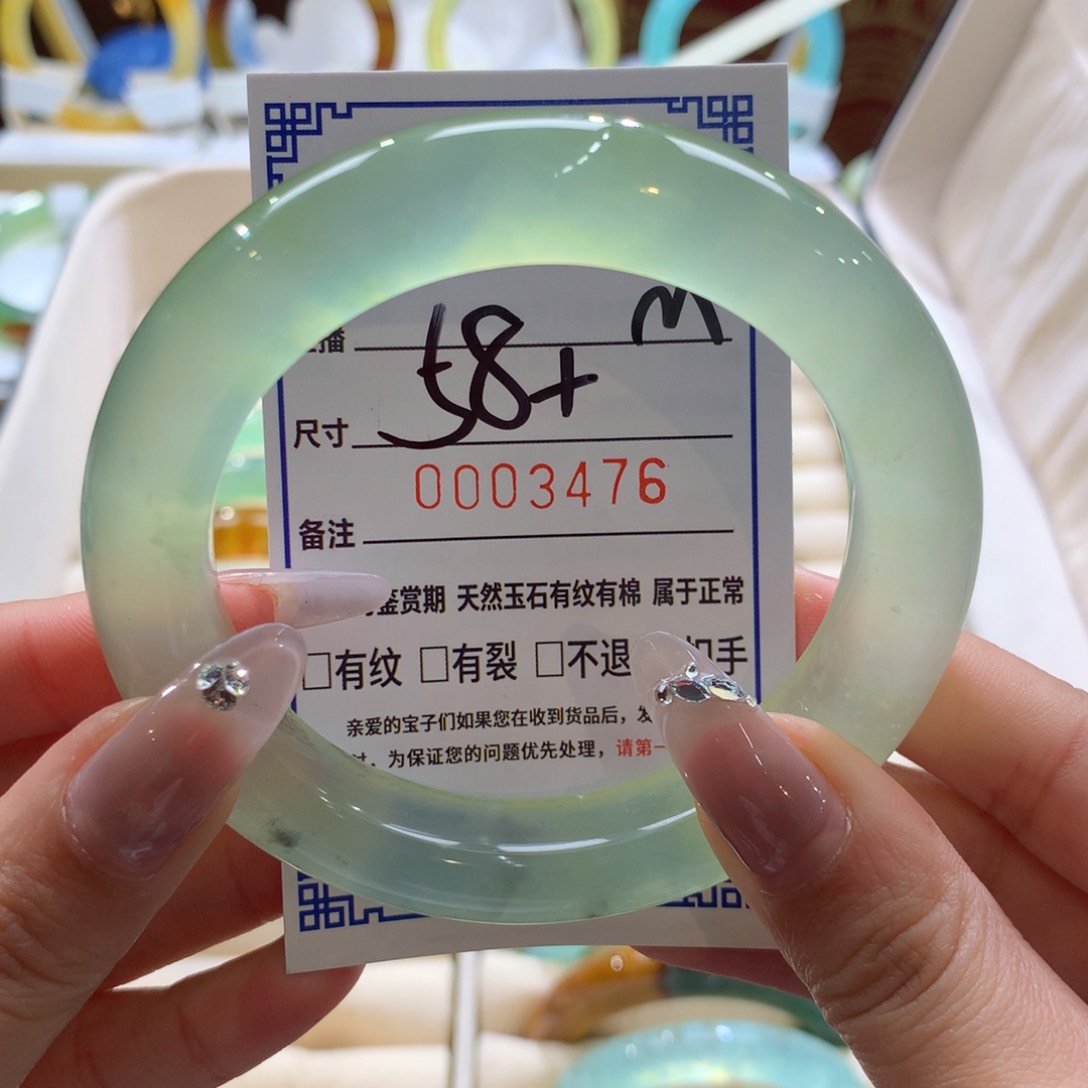 播 M
尺寸 58+
0003476
备注
鉴赏期 天然玉石有纹有棉 属于正常
□有纹 □有裂 □不退 扣手
亲爱的宝子们如果您在收到货品后，发
时，为保证您的问题优先处理，请第一